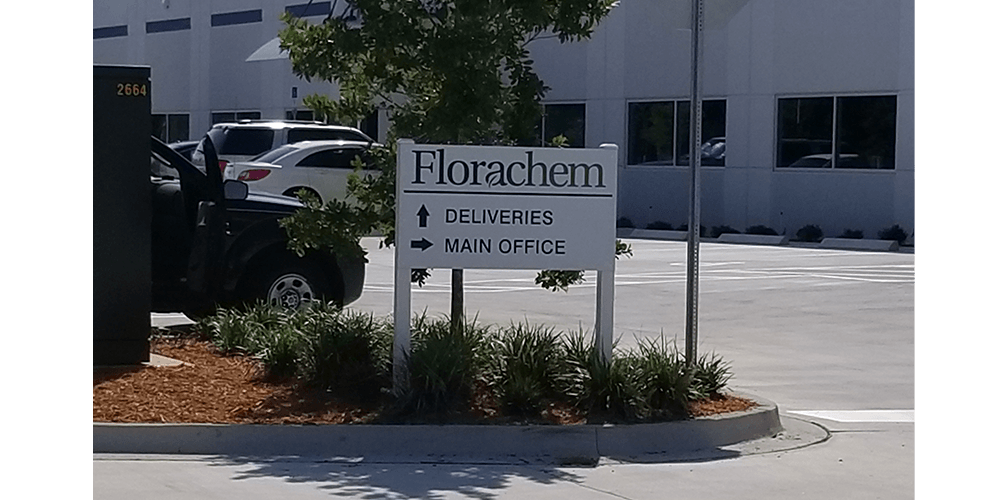 2664
Florachem
DELIVERIES
MAIN OFFICE